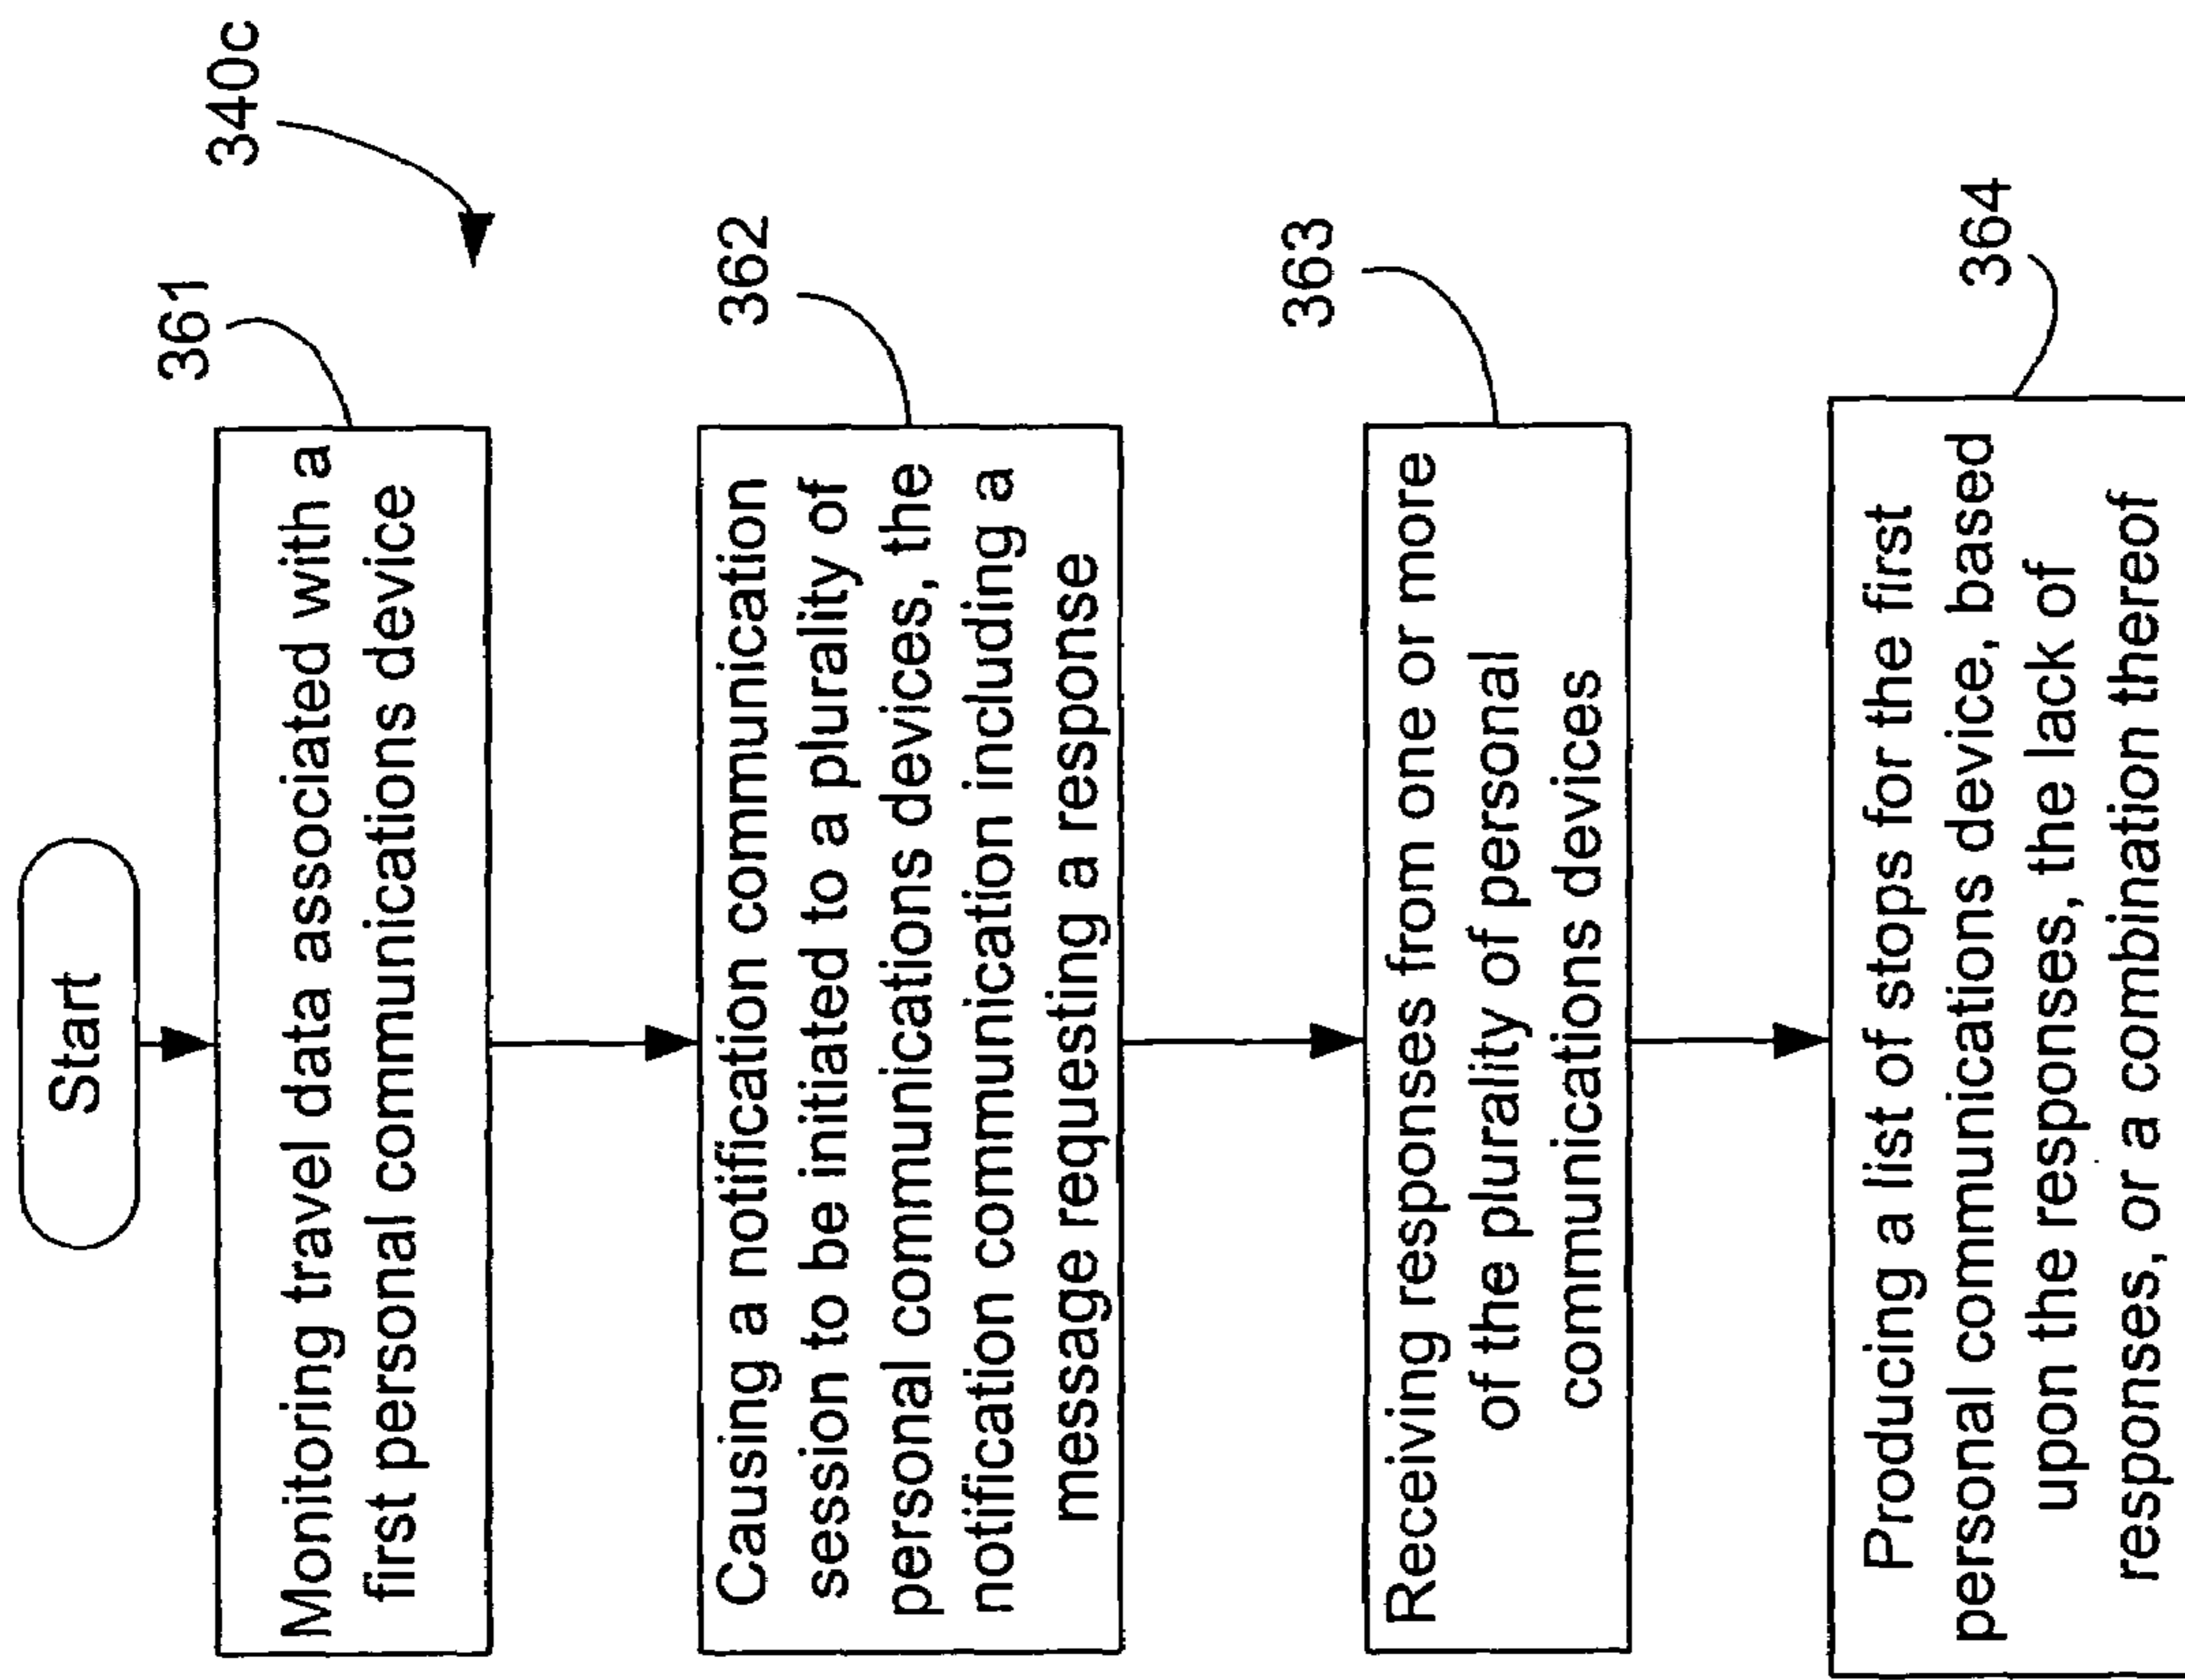 Start
340c
361
Monitoring travel data associated with a
first personal communications device
362
Causing a notification communication
session to be initiated to a plurality of
personal communications devices, the
notification communication including a
message requesting a response
363
Receiving responses from one or more
of the plurality of personal
communications devices
364
Producing a list of stops for the first
personal communications device, based
upon the responses, the lack of
responses, or a combination thereof